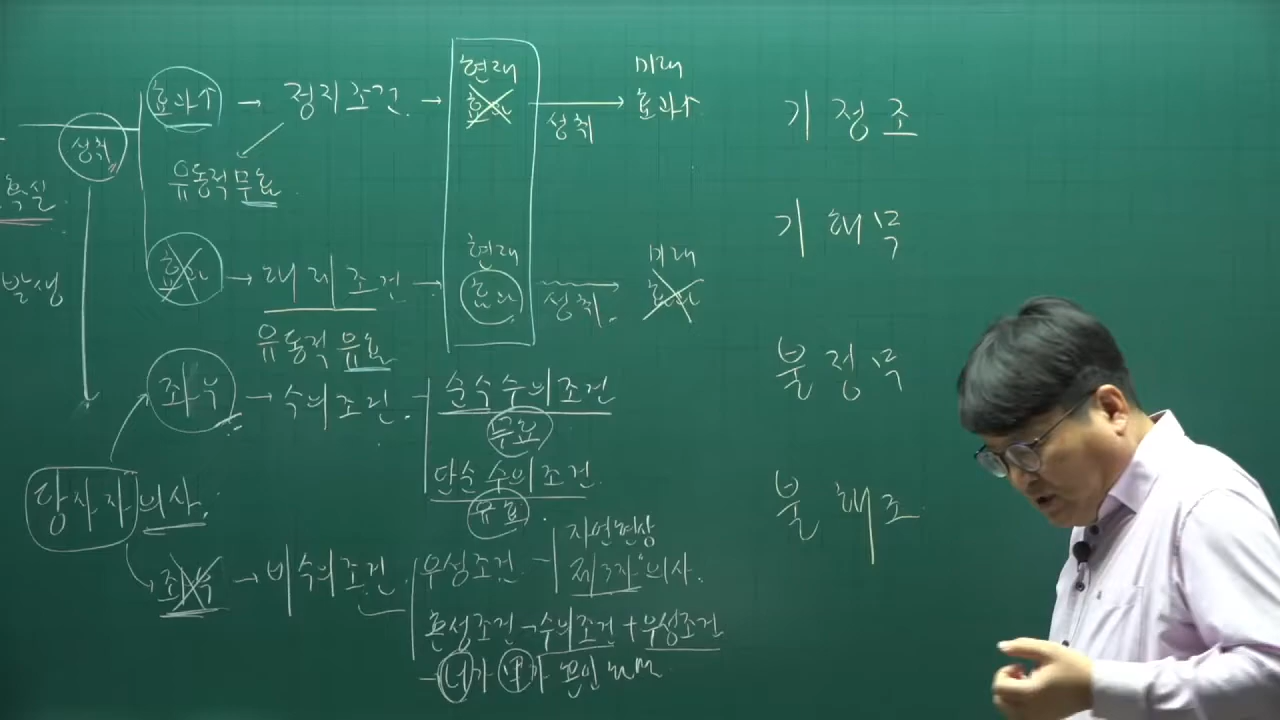 효과↑ → 정지조건 → 현재 효과 성취 미래 효과↑
성취
유동적 무효
특실
발생
효과 → 해제조건 → 현재 효과 성취 미래 효과
유동적 유효
좌우 → 수의조건 순수수의조건
무효
단순수의조건
유효
당사자의사
좌우 → 비수의조건 우성조건 - 자연현상
제3자 의사
혼성조건 → 수의조건 + 우성조건
- 너가 甲가 혼인
기정조
기해무
불정무
불해조